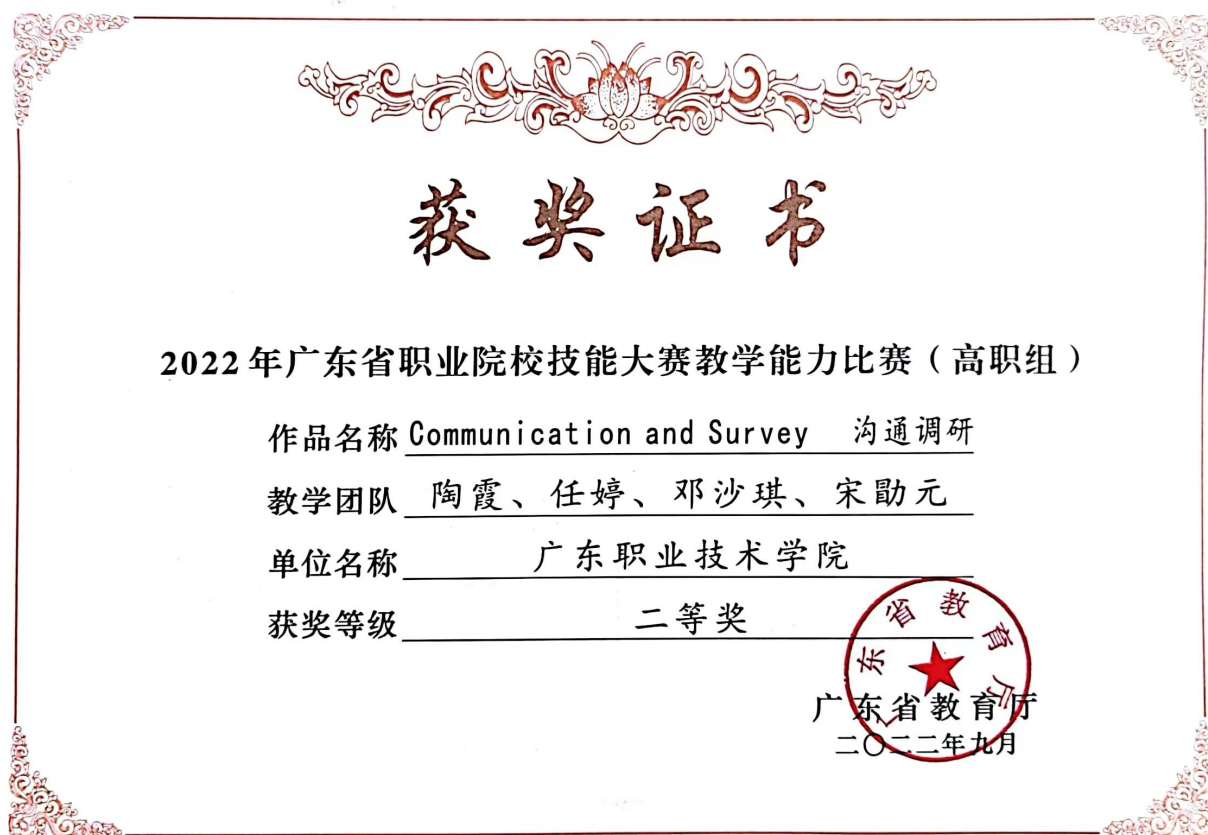 获奖证书
2022年广东省职业院校技能大赛教学能力比赛（高职组）
作品名称 Communication and Survey 沟通调研
教学团队 陶霞、任婷、邓沙琪、宋勖元
单位名称 广东职业技术学院
获奖等级 二等奖
广东省教育厅
广东省教育厅
二〇二二年九月